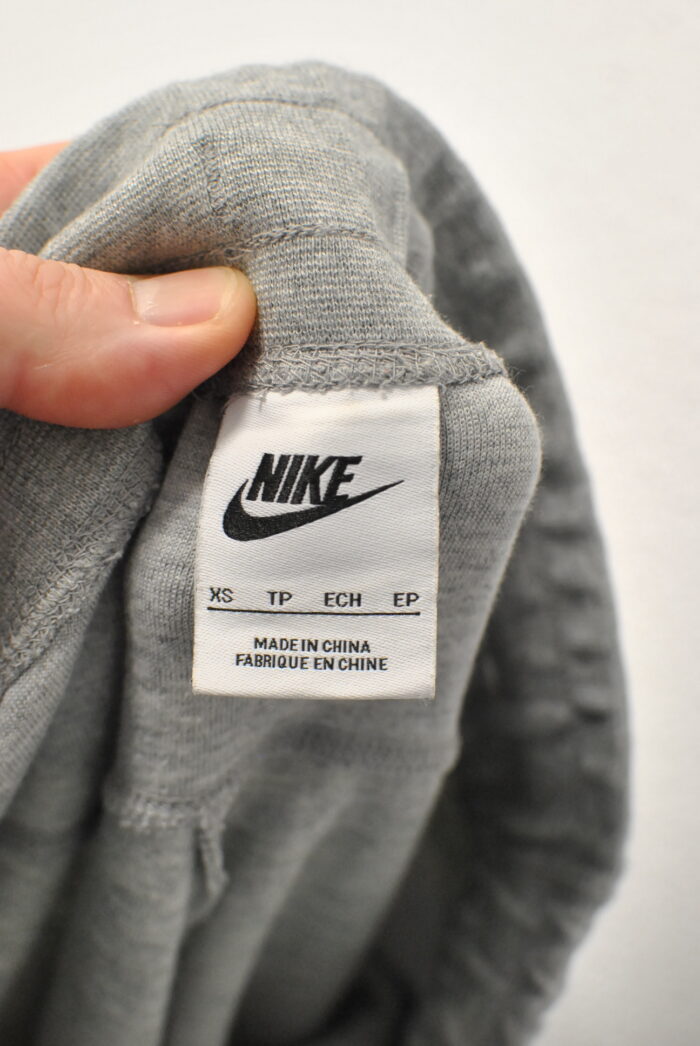 NIKE
XS TP ECH EP
MADE IN CHINA
FABRIQUE EN CHINE